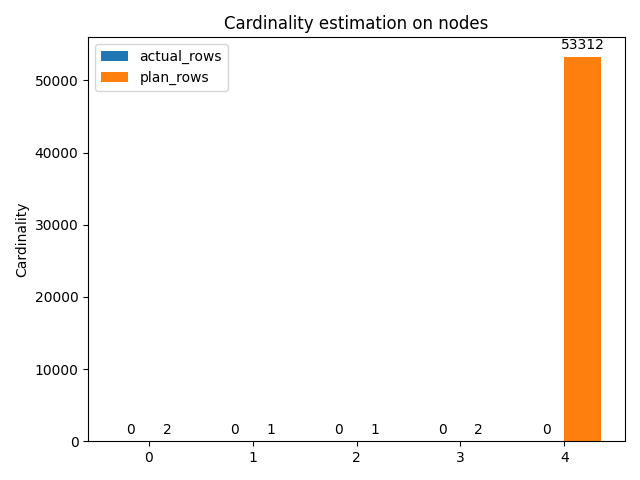 Cardinality estimation on nodes
actual_rows
plan_rows
53312
50000
40000
30000
20000
10000
0
Cardinality
0 2 0 1 0 1 0 2 0
0 1 2 3 4